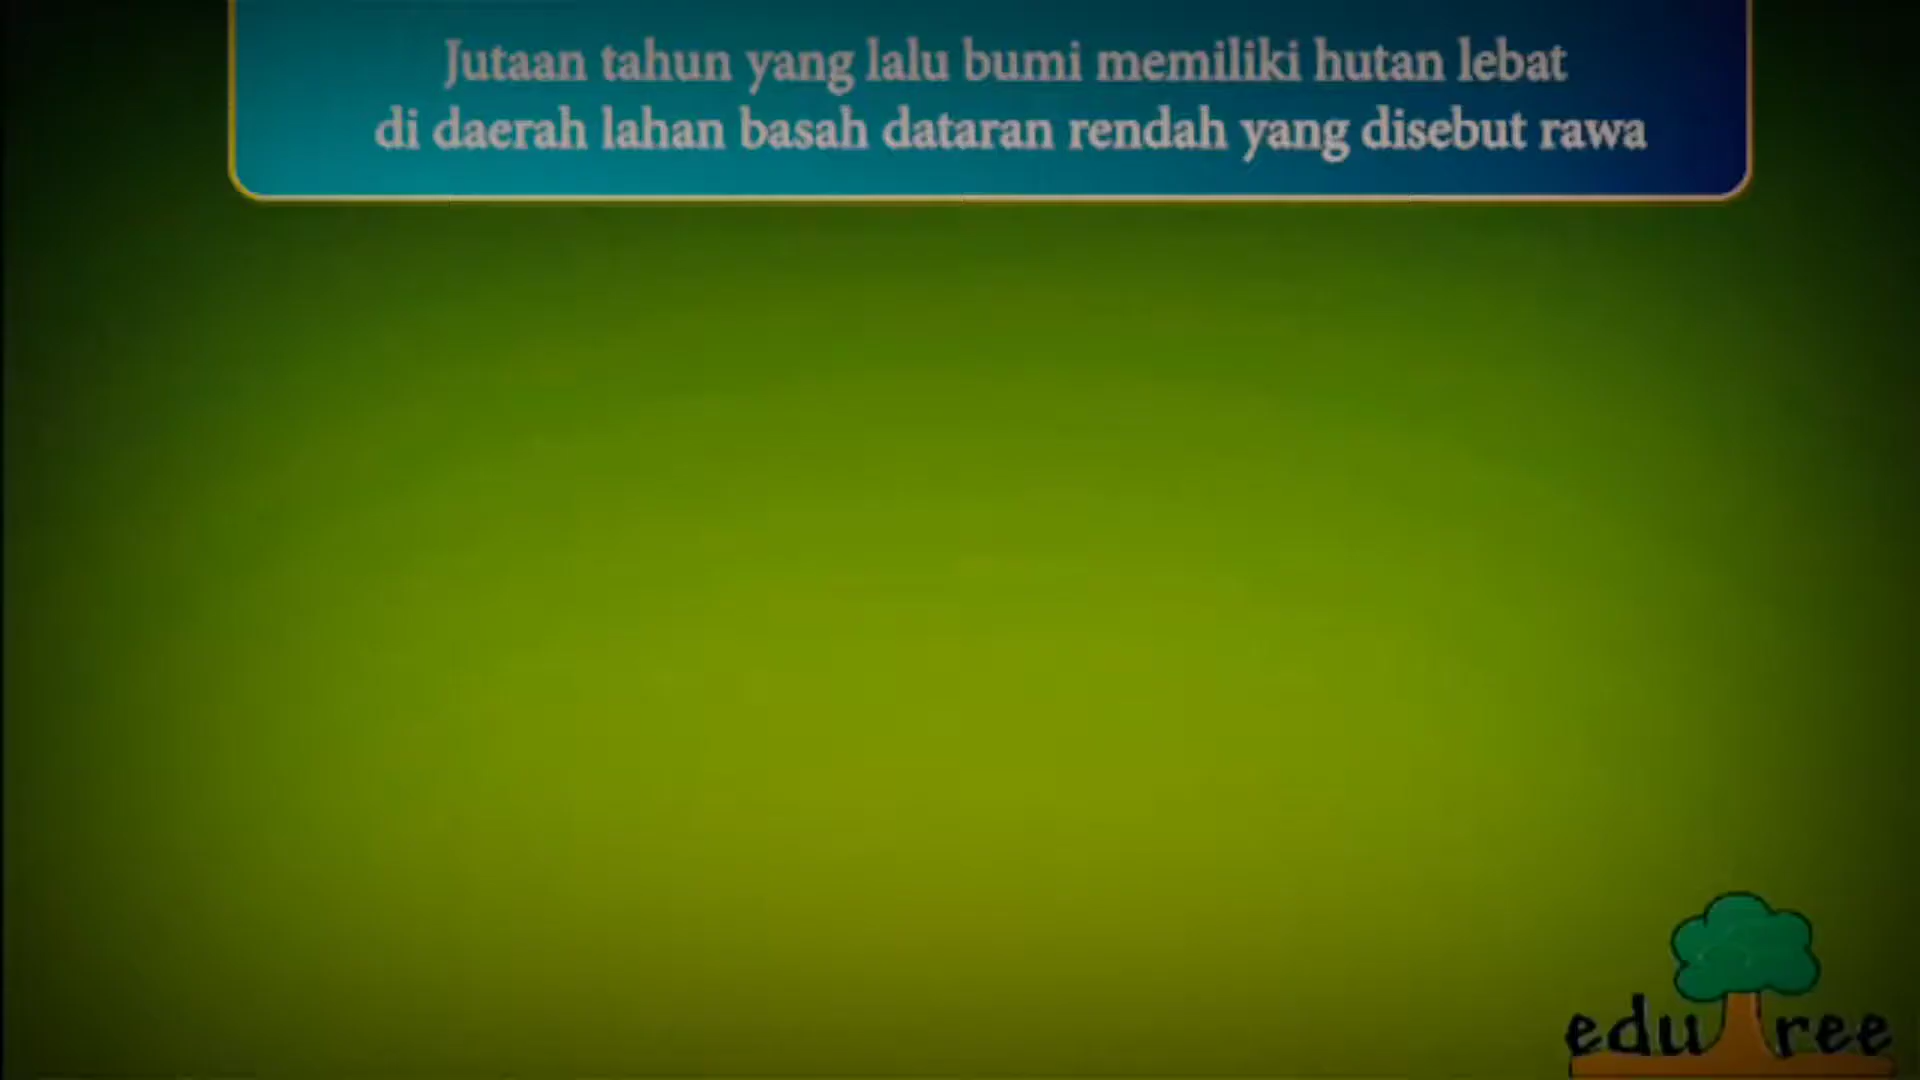 Jutaan tahun yang lalu bumi memiliki hutan lebat
di daerah lahan basah dataran rendah yang disebut rawa
edu ree